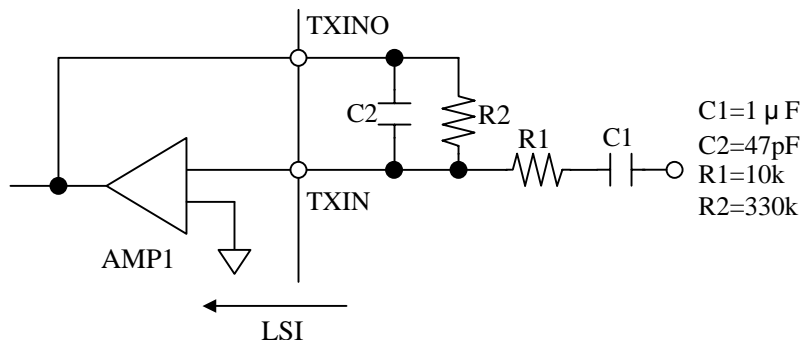 TXINO
C2
R2
R1
C1
C1=1 μ F
C2=47pF
R1=10k
R2=330k
TXIN
AMP1
LSI